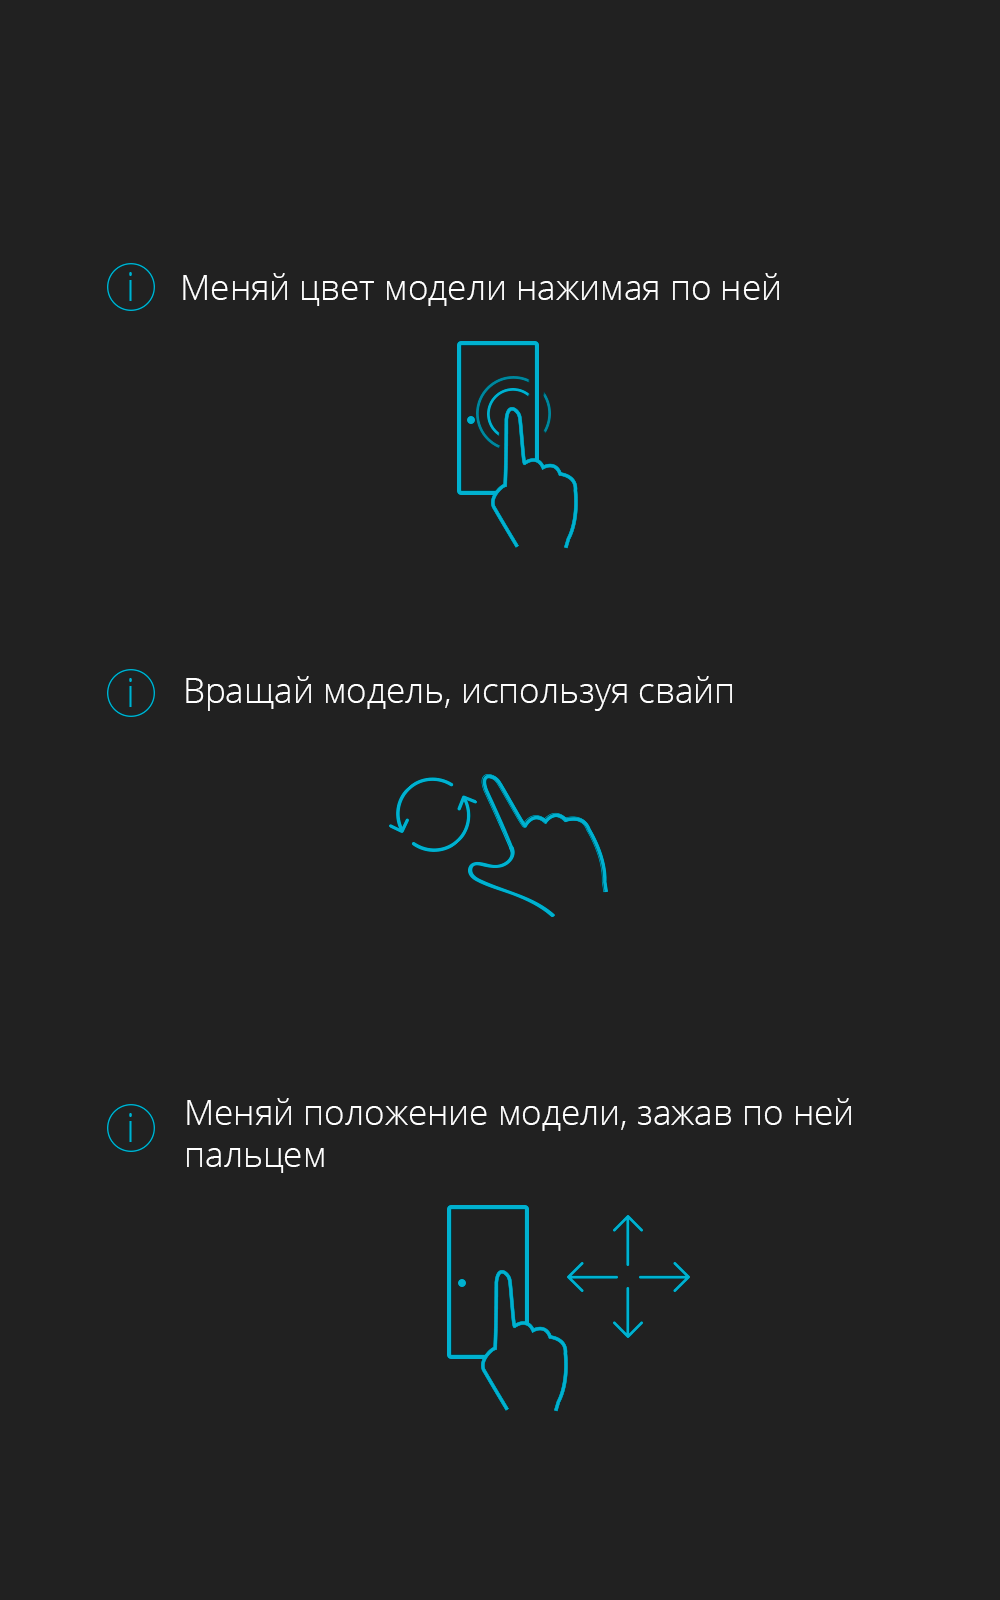 Меняй цвет модели нажимая по ней
Вращай модель, используя свайп
Меняй положение модели, зажав по ней
пальцем